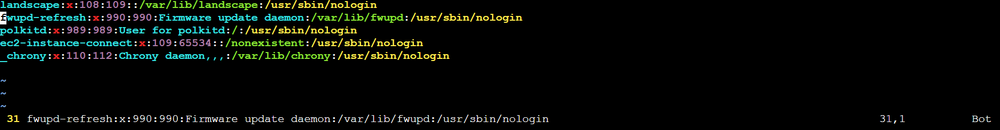 landscape:x:108:109::/var/lib/landscape:/usr/sbin/nologin
fwupd-refresh:x:990:990:Firmware update daemon:/var/lib/fwupd:/usr/sbin/nologin
polkitd:x:989:989:User for polkitd:/:/usr/sbin/nologin
ec2-instance-connect:x:109:65534::/nonexistent:/usr/sbin/nologin
_chrony:x:110:112:Chrony daemon,,,:/var/lib/chrony:/usr/sbin/nologin
~
~
~
31 fwupd-refresh:x:990:990:Firmware update daemon:/var/lib/fwupd:/usr/sbin/nologin 31,1 Bot